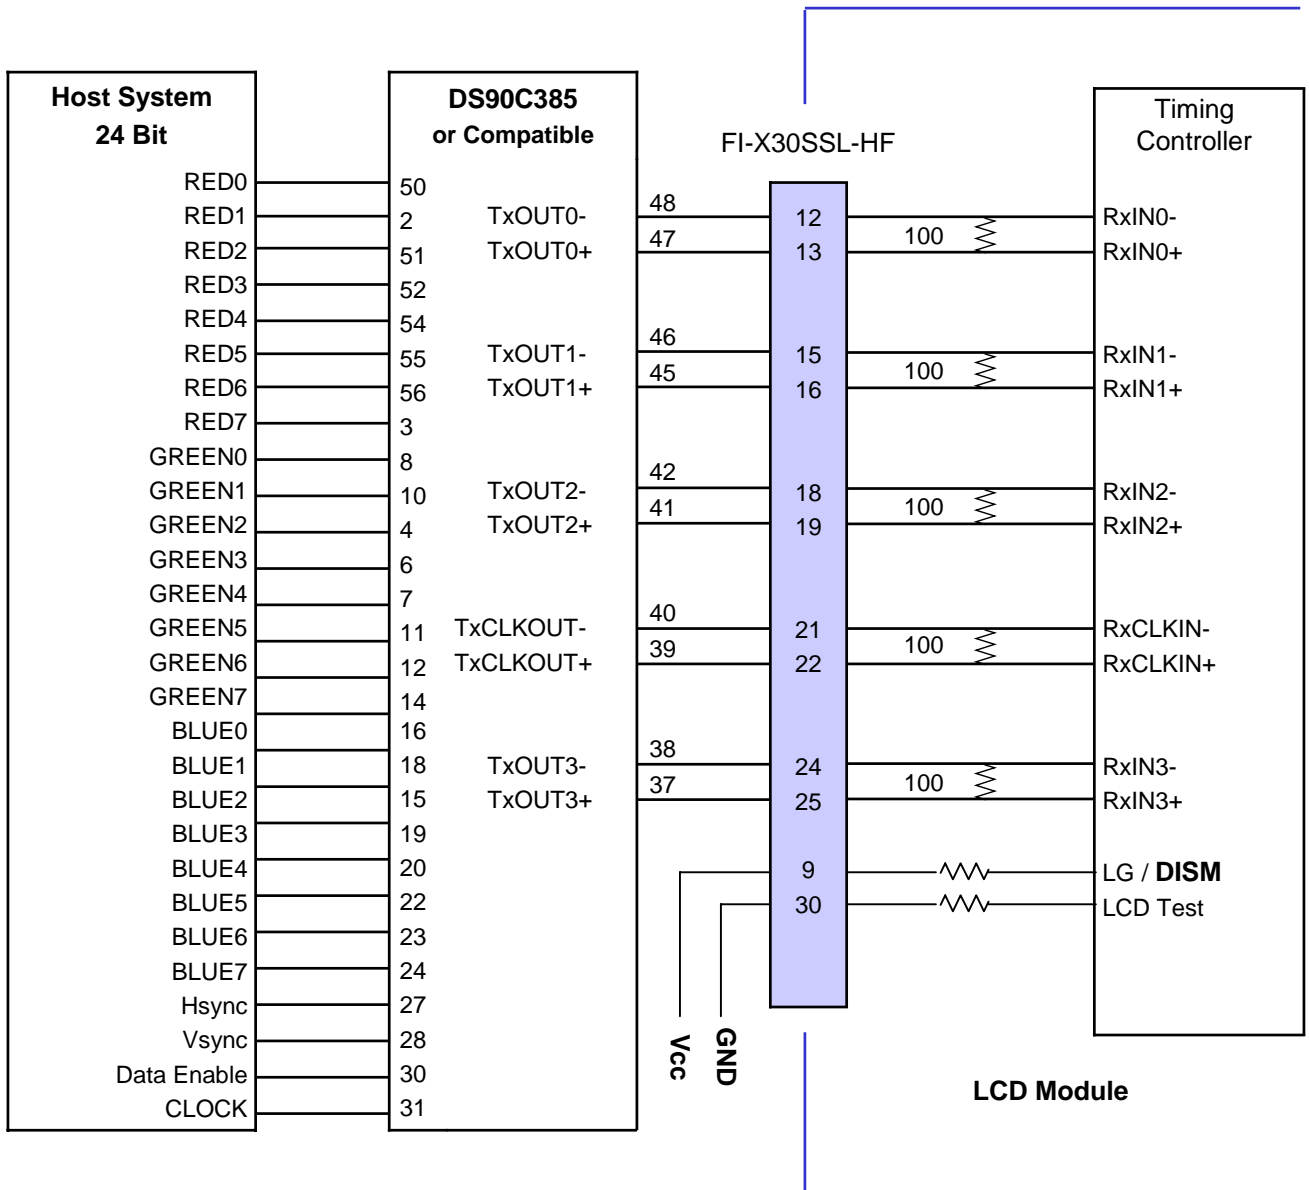 Host System
24 Bit
RED0
RED1
RED2
RED3
RED4
RED5
RED6
RED7
GREEN0
GREEN1
GREEN2
GREEN3
GREEN4
GREEN5
GREEN6
GREEN7
BLUE0
BLUE1
BLUE2
BLUE3
BLUE4
BLUE5
BLUE6
BLUE7
Hsync
Vsync
Data Enable
CLOCK
DS90C385
or Compatible
50
2
51
52
54
55
56
3
8
10
4
6
7
11
12
14
16
18
15
19
20
22
23
24
27
28
30
31
TxOUT0-
TxOUT0+
TxOUT1-
TxOUT1+
TxOUT2-
TxOUT2+
TxCLKOUT-
TxCLKOUT+
TxOUT3-
TxOUT3+
48
47
46
45
42
41
40
39
38
37
Vcc
GND
FI-X30SSL-HF
12
13
15
16
18
19
21
22
24
25
9
30
100
100
100
100
100
Timing
Controller
RxIN0-
RxIN0+
RxIN1-
RxIN1+
RxIN2-
RxIN2+
RxCLKIN-
RxCLKIN+
RxIN3-
RxIN3+
LG / DISM
LCD Test
LCD Module